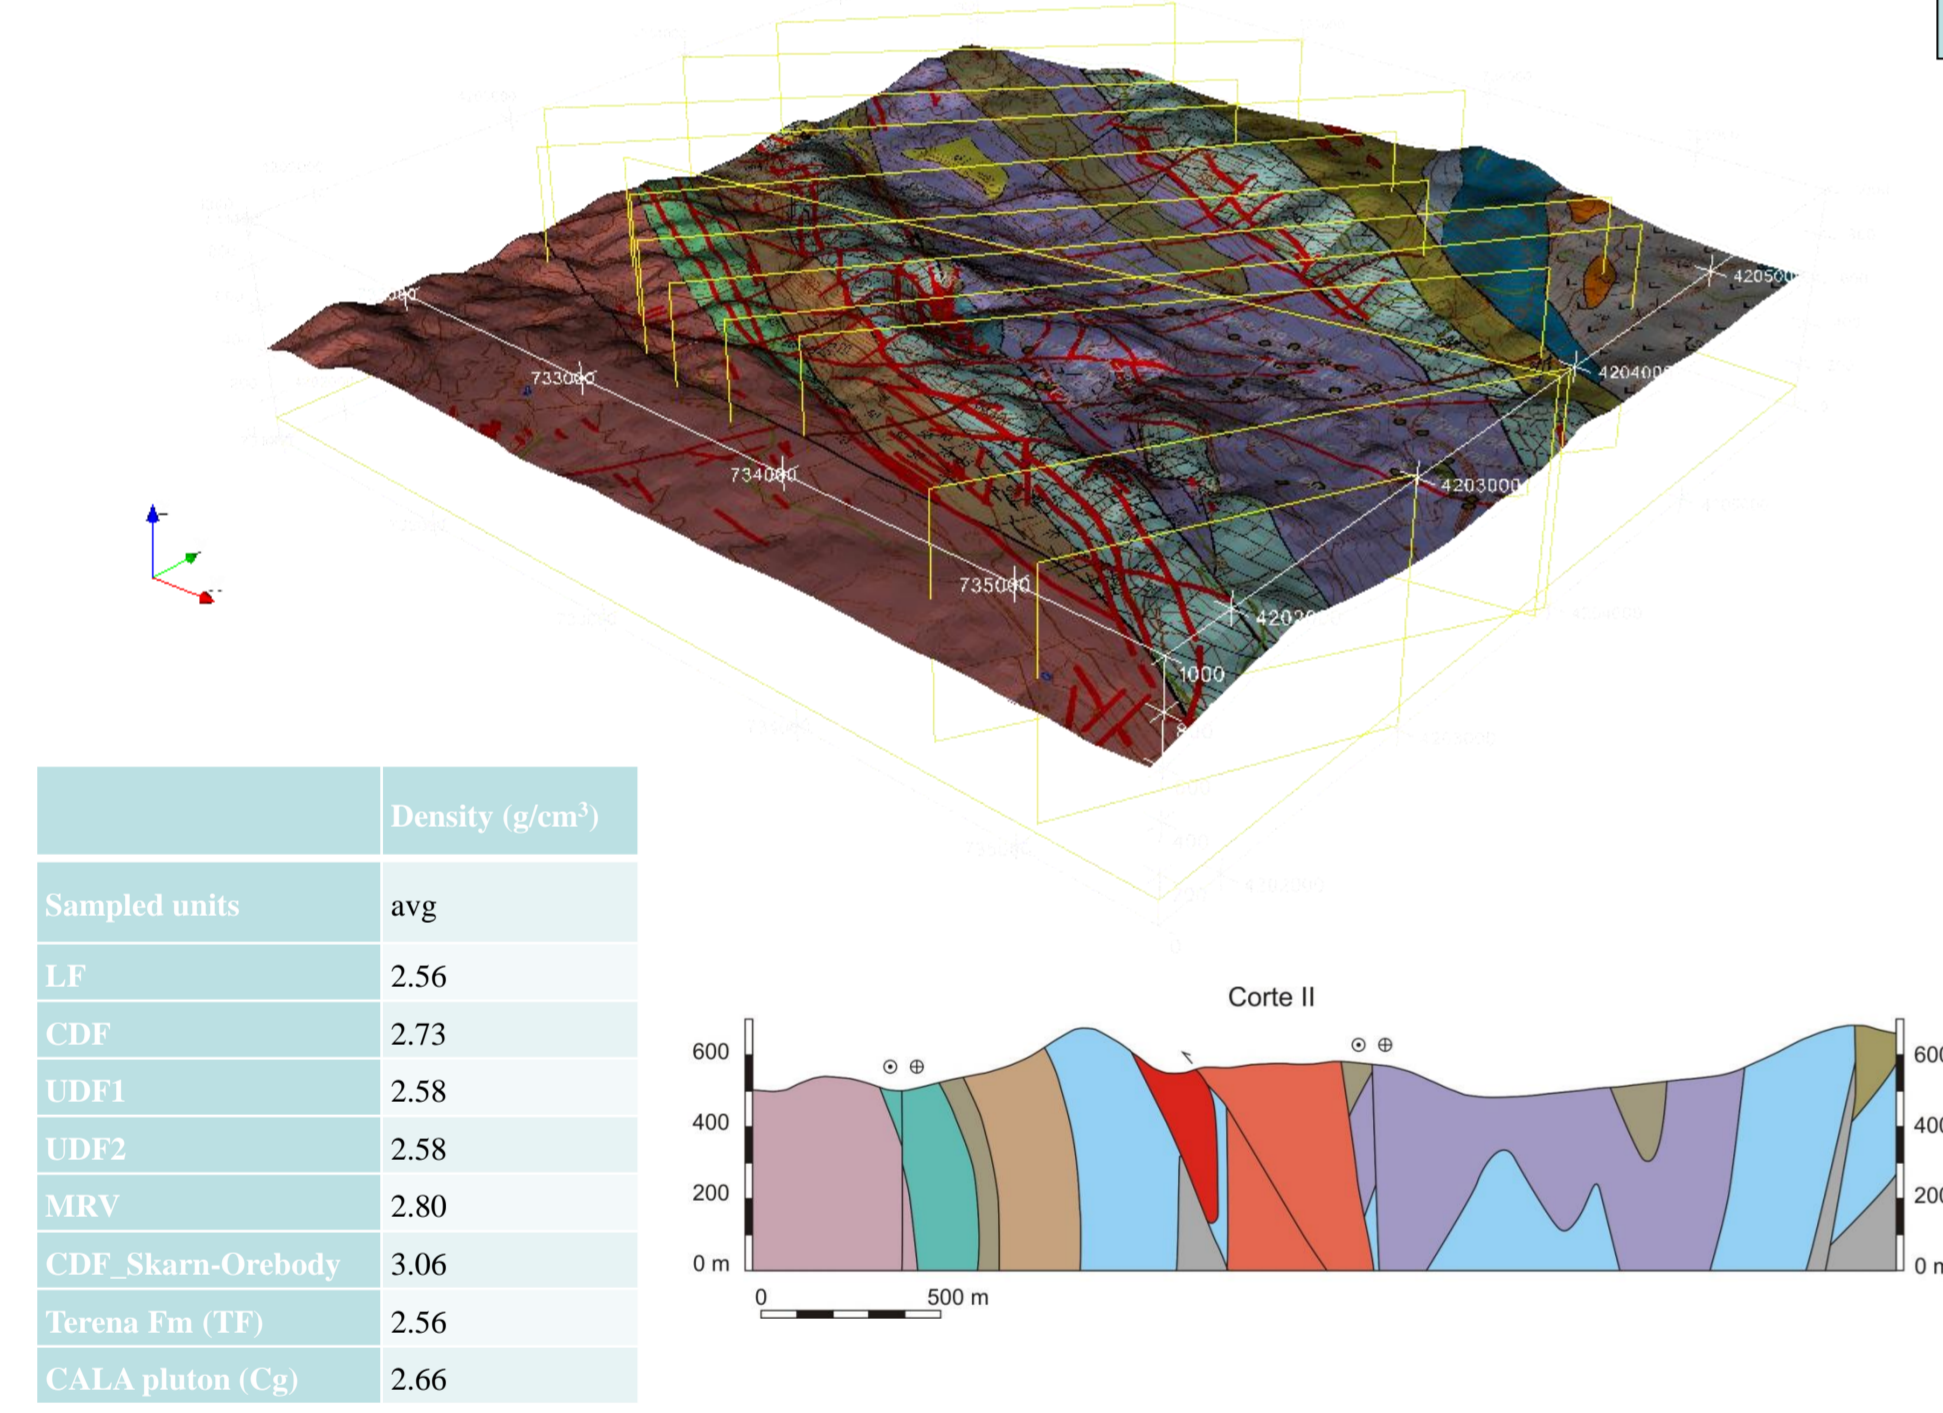 733000
734000
735000
420500
4204000
4203000
1000
Density (g/cm³)
Sampled units avg
LF 2.56
CDF 2.73
UDF1 2.58
UDF2 2.58
MRV 2.80
CDF_Skarn-Orebody 3.06
Terena Fm (TF) 2.56
CALA pluton (Cg) 2.66
Corte II
600
400
200
0 m
0 500 m